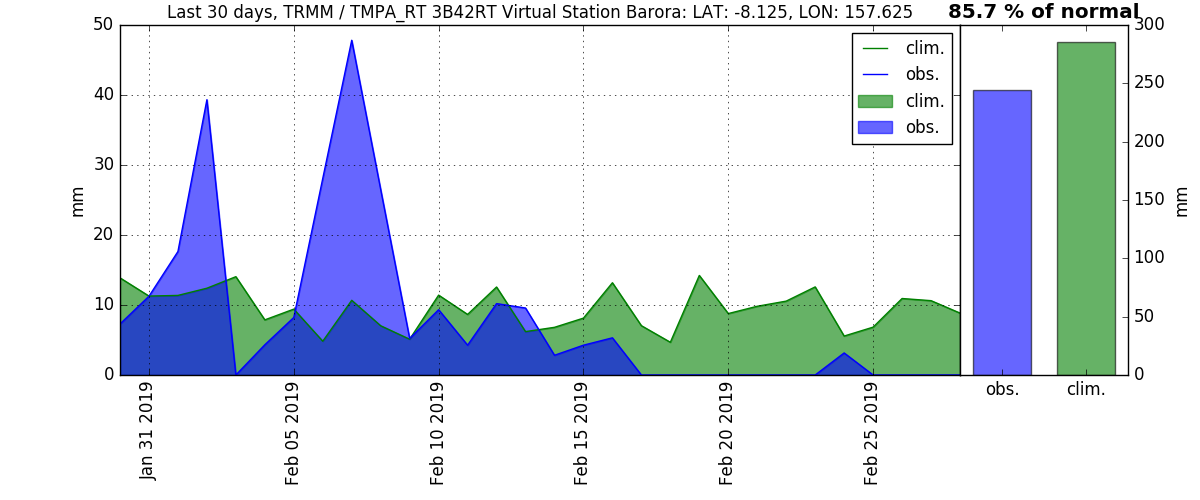 Last 30 days, TRMM / TMPA_RT 3B42RT Virtual Station Barora: LAT: -8.125, LON: 157.625
85.7 % of normal
50
40
30
20
10
0
mm
clim.
obs.
clim.
obs.
300
250
200
150
100
50
0
mm
Jan 31 2019
Feb 05 2019
Feb 10 2019
Feb 15 2019
Feb 20 2019
Feb 25 2019
obs.
clim.